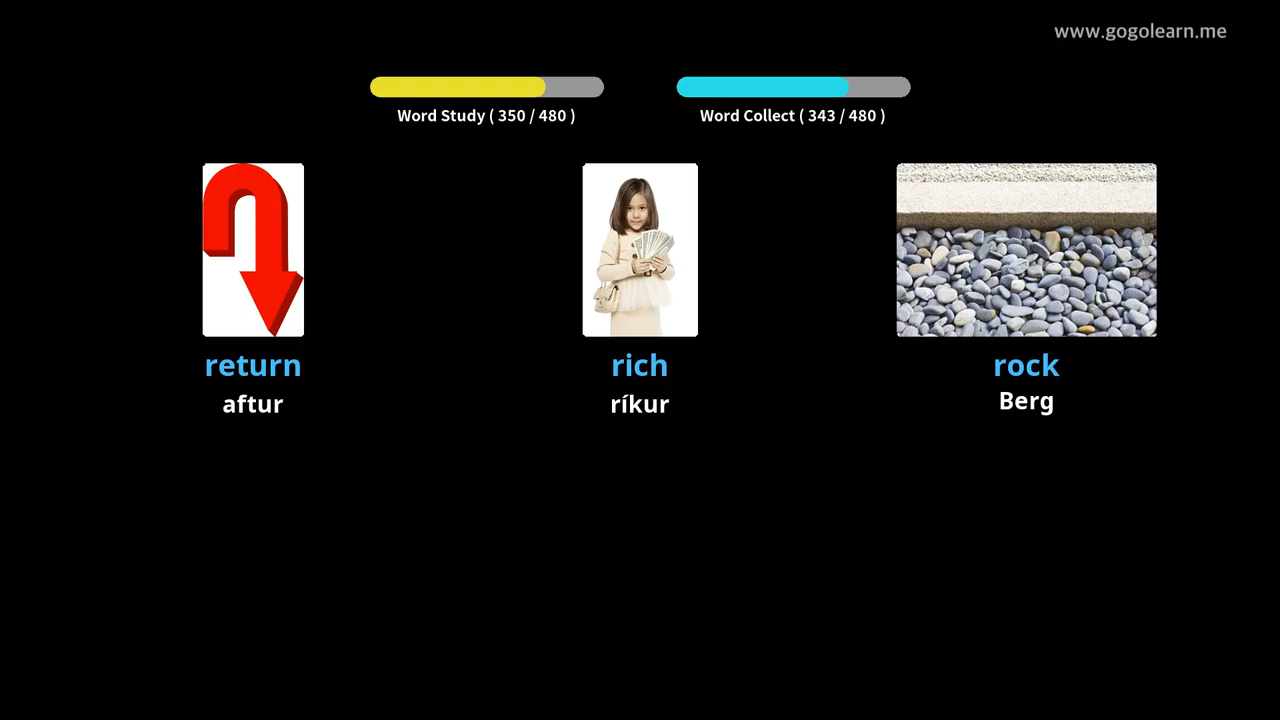 www.gogolearn.me
Word Study ( 350 / 480 )
Word Collect ( 343 / 480 )
return
rich
rock
aftur
ríkur
Berg